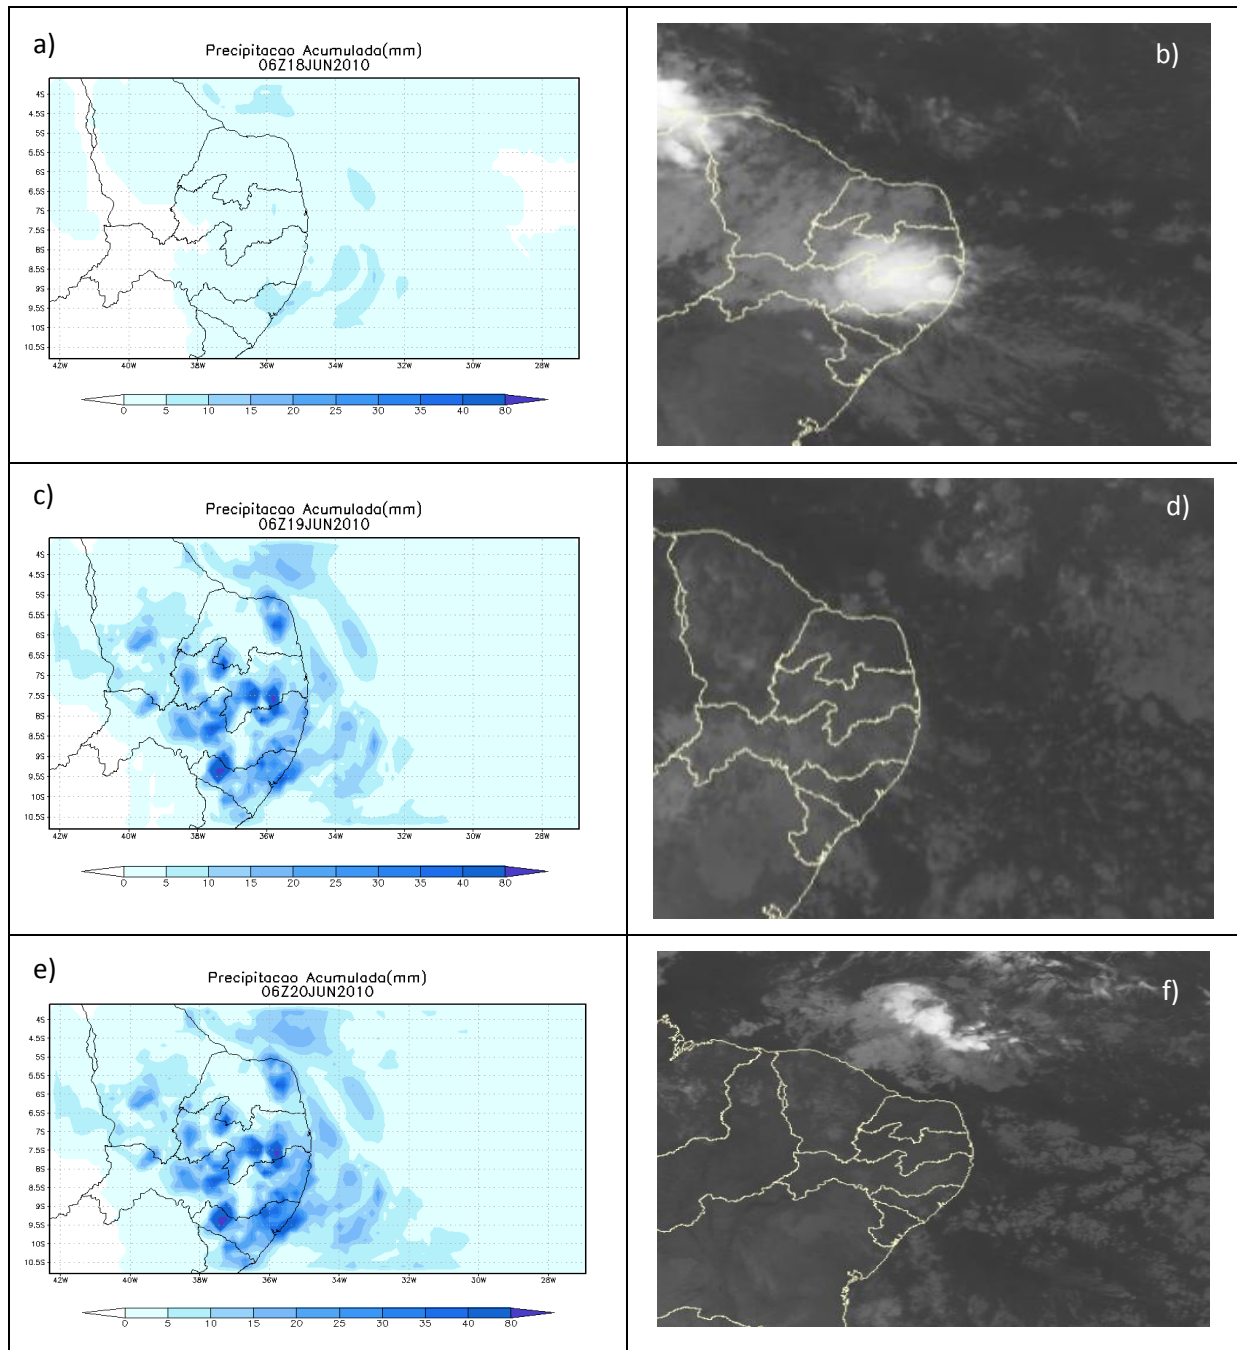 a)
Precipitacao Acumulada(mm)
06Z18JUN2010
4S
4.5S
5S
5.5S
6S
6.5S
7S
7.5S
8S
8.5S
9S
9.5S
10S
10.5S
42W 40W 38W 36W 34W 32W 30W 28W
0 5 10 15 20 25 30 35 40 80
b)
c)
Precipitacao Acumulada(mm)
06Z19JUN2010
4S
4.5S
5S
5.5S
6S
6.5S
7S
7.5S
8S
8.5S
9S
9.5S
10S
10.5S
42W 40W 38W 36W 34W 32W 30W 28W
0 5 10 15 20 25 30 35 40 80
d)
e)
Precipitacao Acumulada(mm)
06Z20JUN2010
4S
4.5S
5S
5.5S
6S
6.5S
7S
7.5S
8S
8.5S
9S
9.5S
10S
10.5S
42W 40W 38W 36W 34W 32W 30W 28W
0 5 10 15 20 25 30 35 40 80
f)